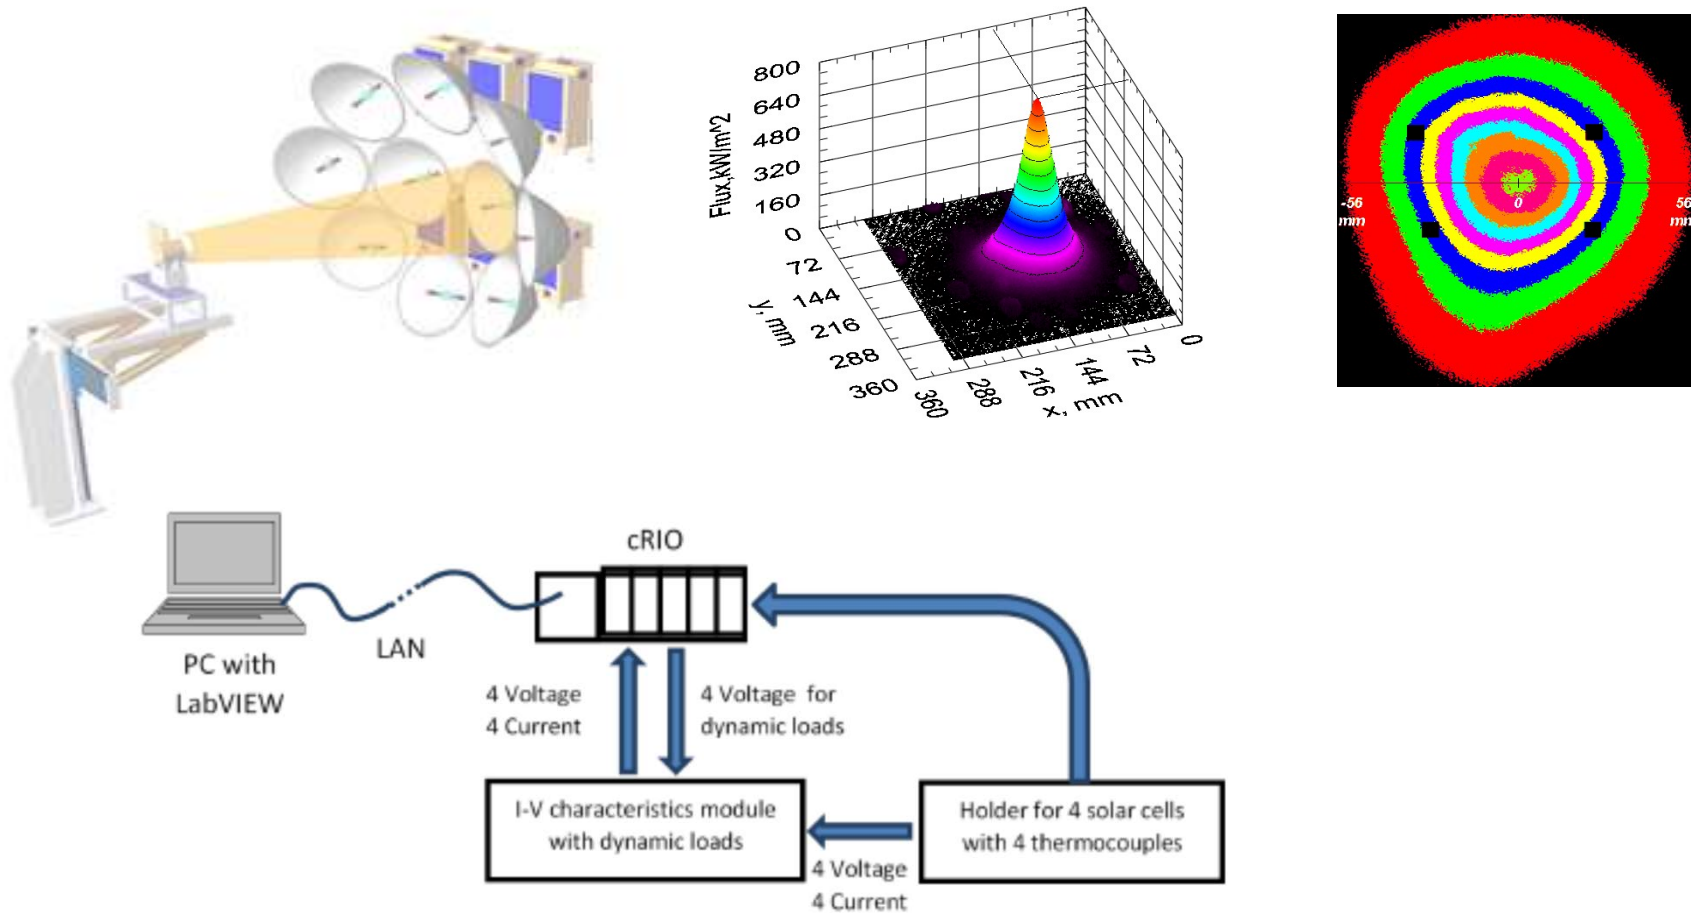 800
640
480
320
160
0
Flux,kW/m^2
72
144
216
288
360
y, mm
360
288
216
144
72
0
x, mm
-56
mm
0
56
mm
cRIO
LAN
PC with
LabVIEW
4 Voltage
4 Current
4 Voltage for
dynamic loads
I-V characteristics module
with dynamic loads
Holder for 4 solar cells
with 4 thermocouples
4 Voltage
4 Current